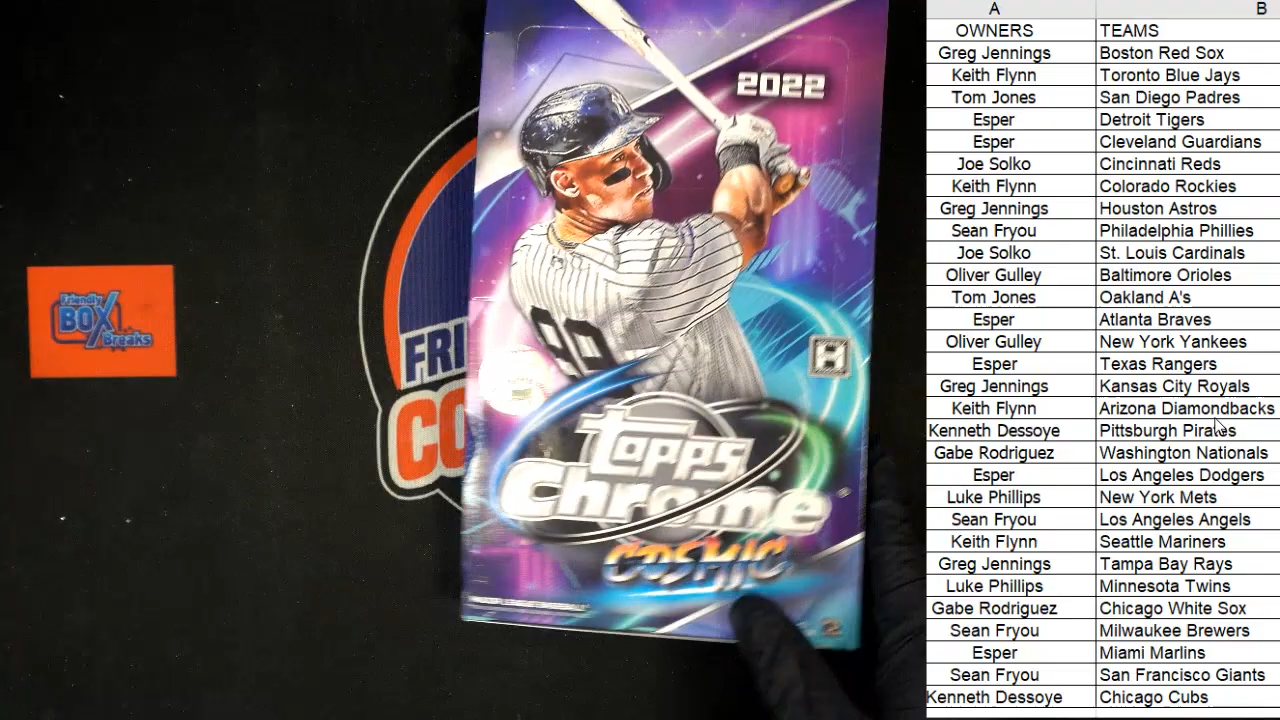 Friendly
BOX
Breaks
FRI
CO
2022
99
H
Topps
Chrome
COSMIC
A B
OWNERS TEAMS
Greg Jennings Boston Red Sox
Keith Flynn Toronto Blue Jays
Tom Jones San Diego Padres
Esper Detroit Tigers
Esper Cleveland Guardians
Joe Solko Cincinnati Reds
Keith Flynn Colorado Rockies
Greg Jennings Houston Astros
Sean Fryou Philadelphia Phillies
Joe Solko St. Louis Cardinals
Oliver Gulley Baltimore Orioles
Tom Jones Oakland A's
Esper Atlanta Braves
Oliver Gulley New York Yankees
Esper Texas Rangers
Greg Jennings Kansas City Royals
Keith Flynn Arizona Diamondbacks
Kenneth Dessoye Pittsburgh Pirates
Gabe Rodriguez Washington Nationals
Esper Los Angeles Dodgers
Luke Phillips New York Mets
Sean Fryou Los Angeles Angels
Keith Flynn Seattle Mariners
Greg Jennings Tampa Bay Rays
Luke Phillips Minnesota Twins
Gabe Rodriguez Chicago White Sox
Sean Fryou Milwaukee Brewers
Esper Miami Marlins
Sean Fryou San Francisco Giants
Kenneth Dessoye Chicago Cubs